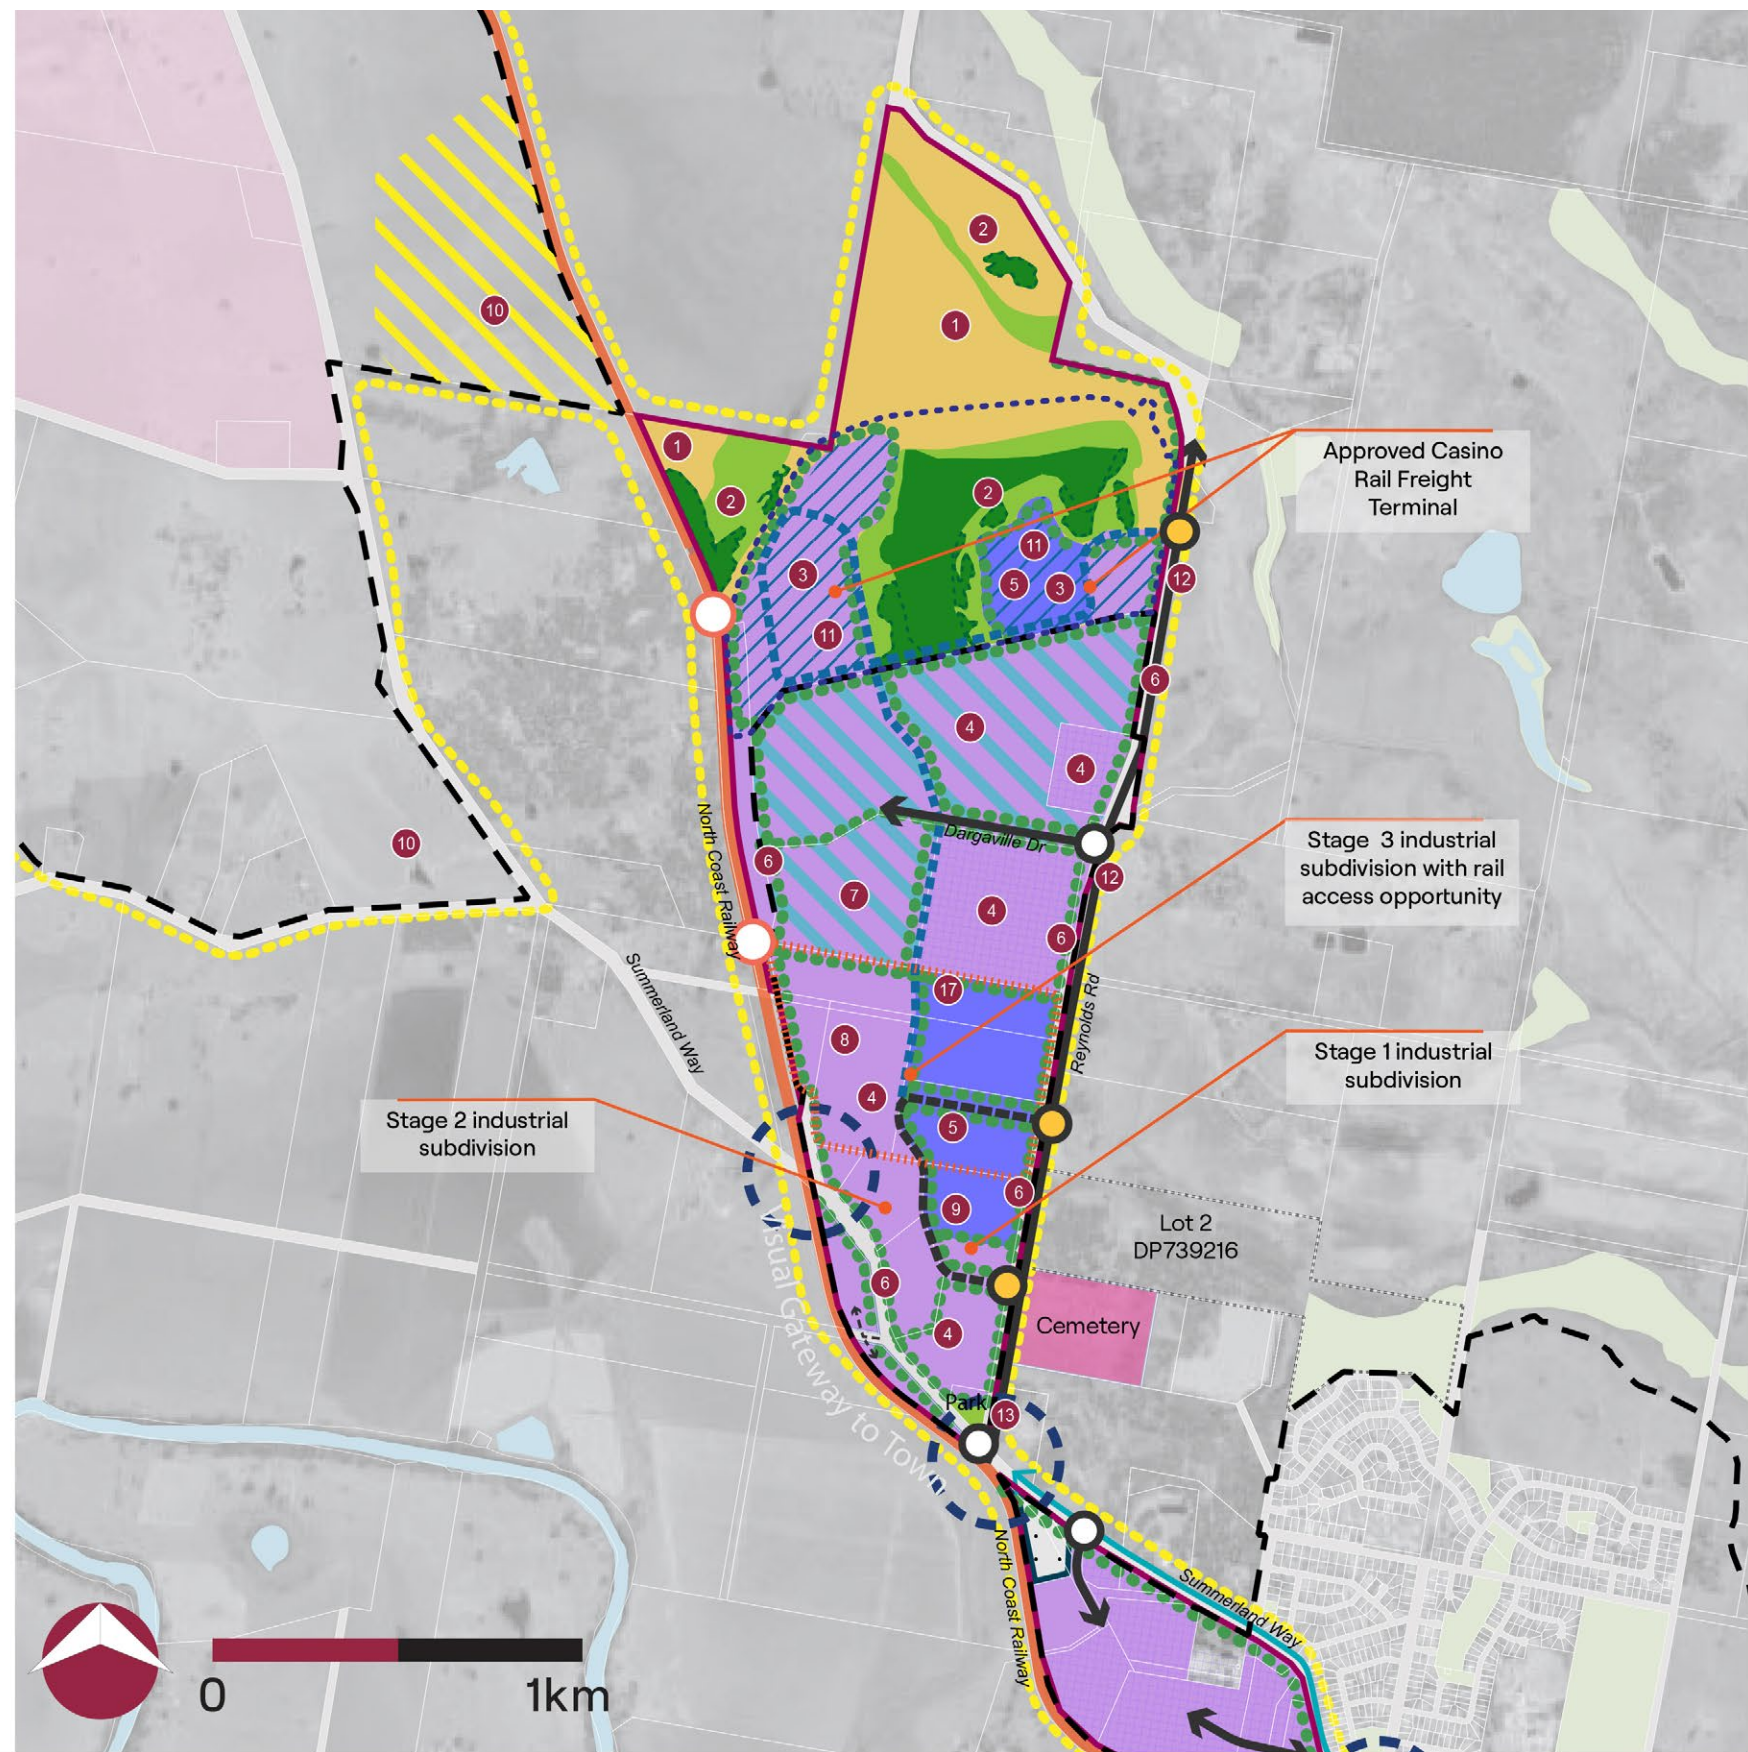 2
10
1
1
Approved Casino
Rail Freight
Terminal
2
2
11
3
5
3
12
11
6
4
4
North Coast Railway
Dargaville Dr
Stage 3 industrial
subdivision with rail
access opportunity
10
6
12
7
4
6
Summerland Way
17
Reynolds Rd
8
Stage 1 industrial
subdivision
4
Stage 2 industrial
subdivision
5
6
9
Lot 2
DP739216
Visual Gateway to Town
6
Cemetery
4
Park
13
North Coast Railway
Summerland Way
0
1km